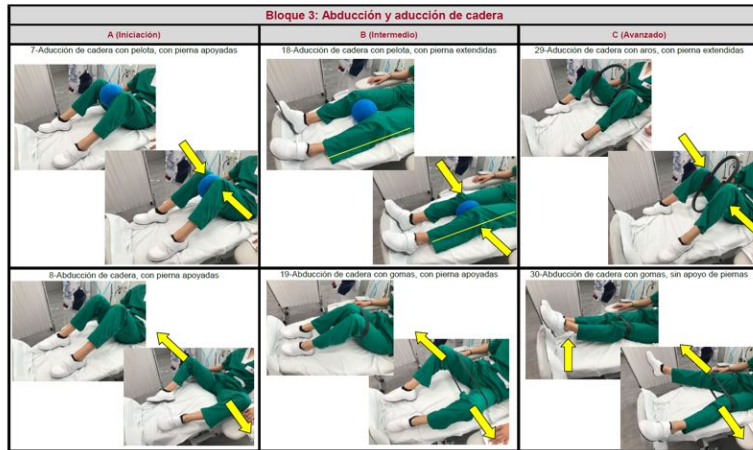 Bloque 3: Abducción y aducción de cadera
A (Iniciación)
B (Intermedio)
C (Avanzado)
7-Aducción de cadera con pelota, con pierna apoyadas
18-Aducción de cadera con pelota, con pierna extendidas
29-Aducción de cadera con aros, con pierna extendidas
8-Abducción de cadera, con pierna apoyadas
19-Abducción de cadera con gomas, con pierna apoyadas
30-Abducción de cadera con gomas, sin apoyo de piernas